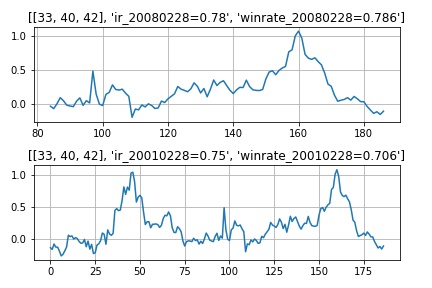 [[33, 40, 42], 'ir_20080228=0.78', 'winrate_20080228=0.786']
1.0
0.5
0.0
80 100 120 140 160 180
[[33, 40, 42], 'ir_20010228=0.75', 'winrate_20010228=0.706']
1.0
0.5
0.0
0 25 50 75 100 125 150 175